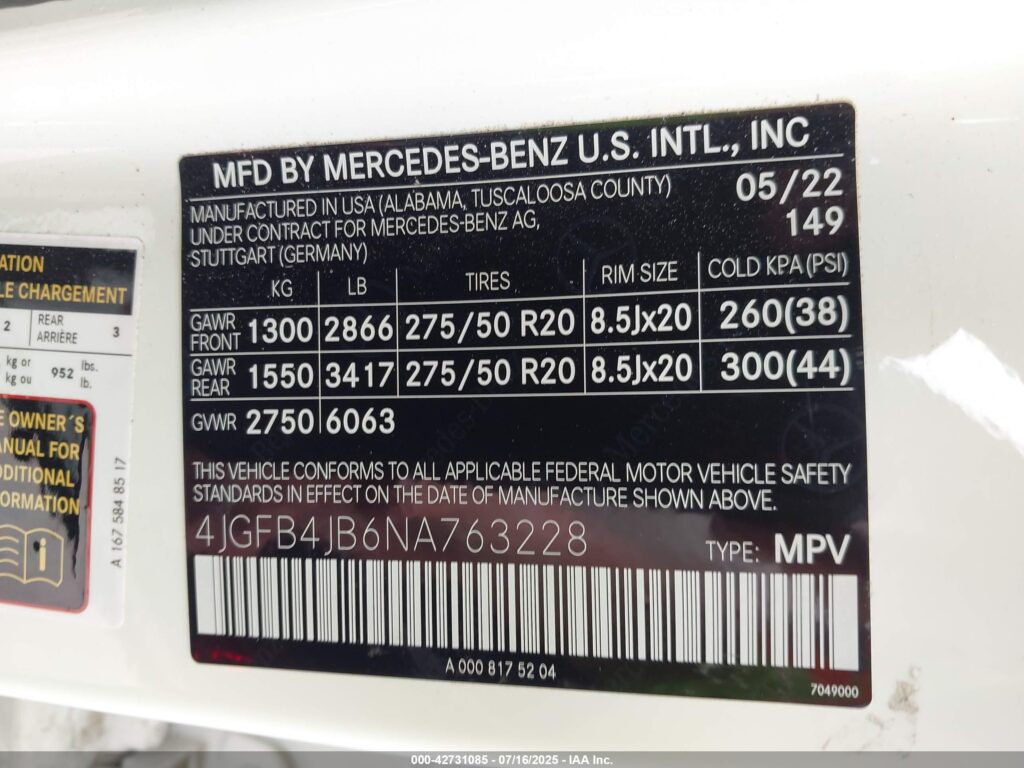 MFD BY MERCEDES-BENZ U.S. INTL., INC
MANUFACTURED IN USA (ALABAMA, TUSCALOOSA COUNTY) 05/22
UNDER CONTRACT FOR MERCEDES-BENZ AG, 149
STUTTGART (GERMANY)
KG LB TIRES RIM SIZE COLD KPA (PSI)
GAWR FRONT 1300 2866 275/50 R20 8.5Jx20 260(38)
GAWR REAR 1550 3417 275/50 R20 8.5Jx20 300(44)
GVWR 2750 6063
THIS VEHICLE CONFORMS TO ALL APPLICABLE FEDERAL MOTOR VEHICLE SAFETY
STANDARDS IN EFFECT ON THE DATE OF MANUFACTURE SHOWN ABOVE.
4JGFB4JB6NA763228 TYPE: MPV
A 000 817 52 04
7049000
CHARGEMENT
2 REAR ARRIÈRE 3
kg or kg ou 952 lbs. lb.
OWNER´S
FOR
A 167 584 85 17
000-42731085 - 07/16/2025 - IAA Inc.